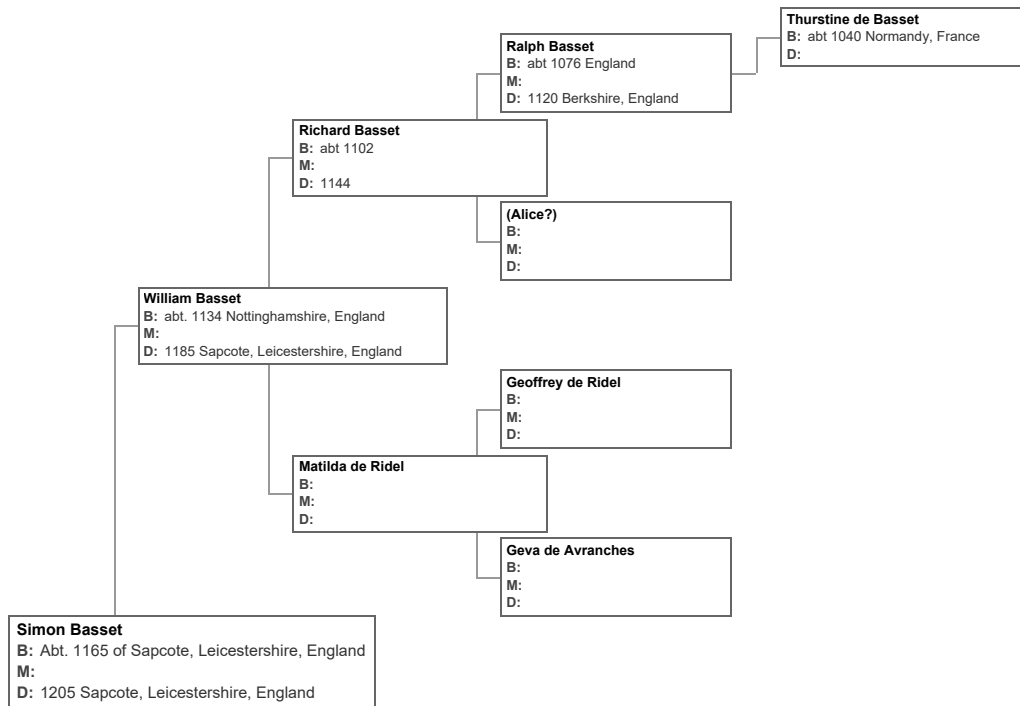 Thurstine de Basset
B: abt 1040 Normandy, France
D:
Ralph Basset
B: abt 1076 England
M:
D: 1120 Berkshire, England
Richard Basset
B: abt 1102
M:
D: 1144
(Alice?)
B:
M:
D:
William Basset
B: abt. 1134 Nottinghamshire, England
M:
D: 1185 Sapcote, Leicestershire, England
Geoffrey de Ridel
B:
M:
D:
Matilda de Ridel
B:
M:
D:
Geva de Avranches
B:
M:
D:
Simon Basset
B: Abt. 1165 of Sapcote, Leicestershire, England
M:
D: 1205 Sapcote, Leicestershire, England